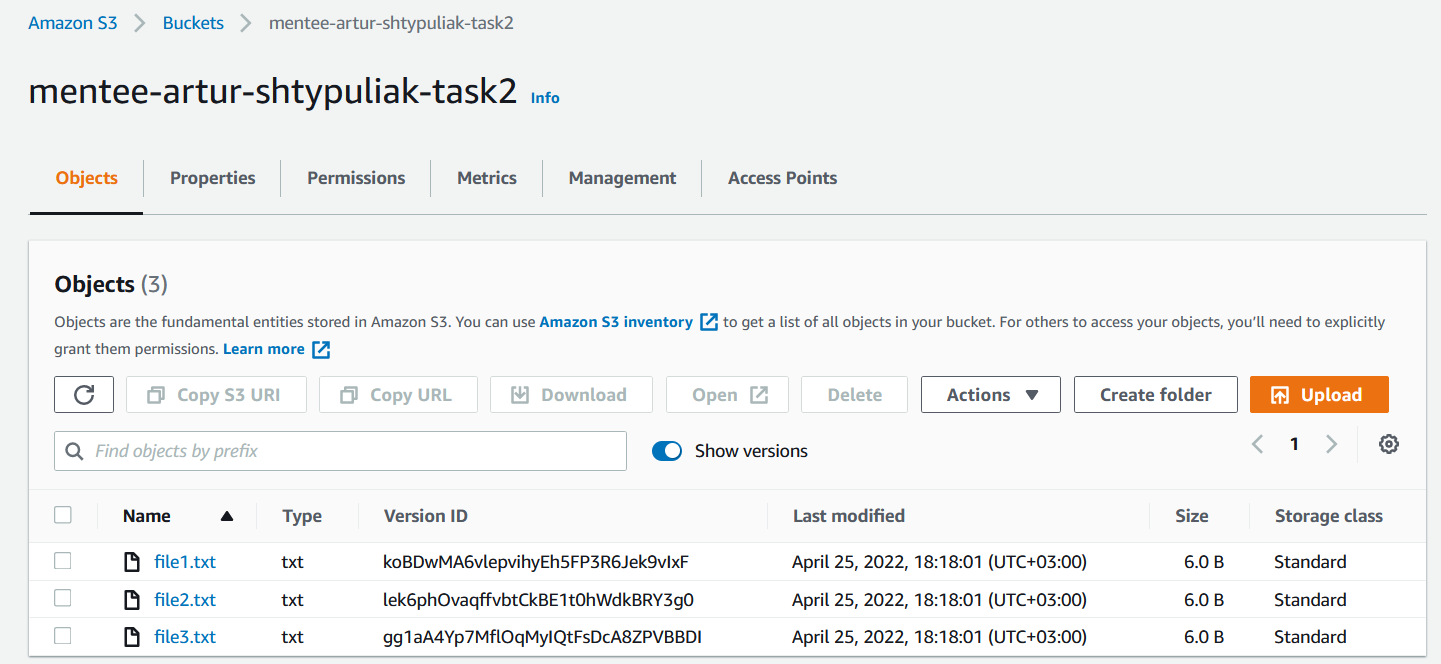 Amazon S3 > Buckets > mentee-artur-shtypuliak-task2
mentee-artur-shtypuliak-task2 Info
Objects Properties Permissions Metrics Management Access Points
Objects (3)
Objects are the fundamental entities stored in Amazon S3. You can use Amazon S3 inventory to get a list of all objects in your bucket. For others to access your objects, you'll need to explicitly
grant them permissions. Learn more
Copy S3 URI Copy URL Download Open Delete Actions Create folder Upload
Find objects by prefix Show versions 1
Name Type Version ID Last modified Size Storage class
file1.txt txt koBDwMA6vlepvihyEh5FP3R6Jek9vIxF April 25, 2022, 18:18:01 (UTC+03:00) 6.0 B Standard
file2.txt txt lek6phOvaqffvbtCkBE1t0hWdkBRY3g0 April 25, 2022, 18:18:01 (UTC+03:00) 6.0 B Standard
file3.txt txt gg1aA4Yp7MflOqMyIQtFsDcA8ZPVBBDI April 25, 2022, 18:18:01 (UTC+03:00) 6.0 B Standard